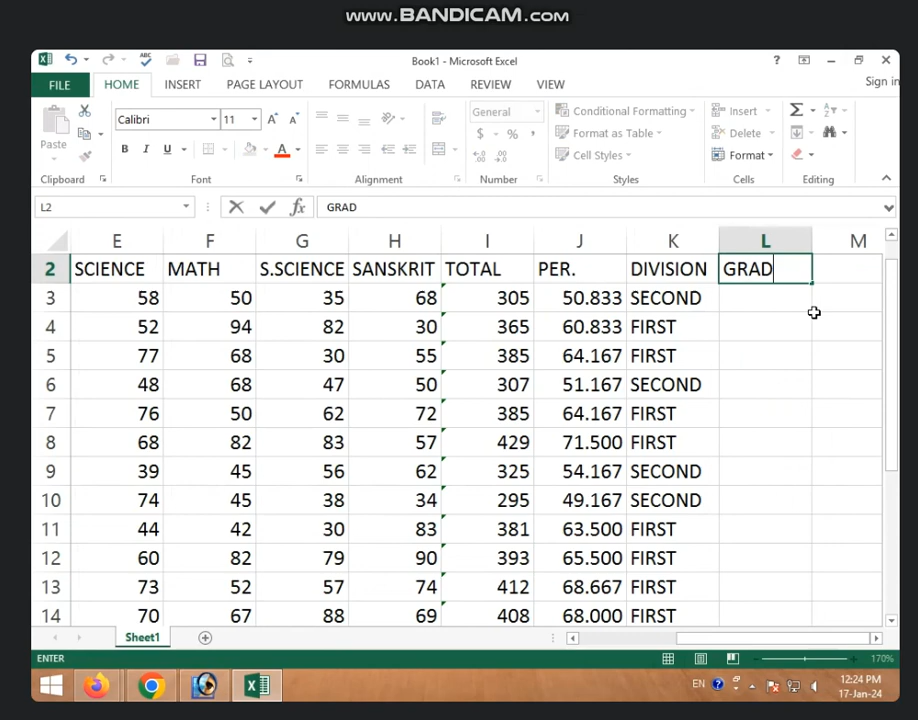 www.BANDICAM.com
Book1 - Microsoft Excel
FILE HOME INSERT PAGE LAYOUT FORMULAS DATA REVIEW VIEW Sign in
Paste Calibri 11 General Conditional Formatting Insert
B I U A $ % Format as Table Delete
Cell Styles Format
Clipboard Font Alignment Number Styles Cells Editing
L2 fx GRAD
E F G H I J K L M
2 SCIENCE MATH S.SCIENCE SANSKRIT TOTAL PER. DIVISION GRAD
3 58 50 35 68 305 50.833 SECOND
4 52 94 82 30 365 60.833 FIRST
5 77 68 30 55 385 64.167 FIRST
6 48 68 47 50 307 51.167 SECOND
7 76 50 62 72 385 64.167 FIRST
8 68 82 83 57 429 71.500 FIRST
9 39 45 56 62 325 54.167 SECOND
10 74 45 38 34 295 49.167 SECOND
11 44 42 30 83 381 63.500 FIRST
12 60 82 79 90 393 65.500 FIRST
13 73 52 57 74 412 68.667 FIRST
14 70 67 88 69 408 68.000 FIRST
Sheet1
ENTER 170%
EN 12:24 PM
17-Jan-24